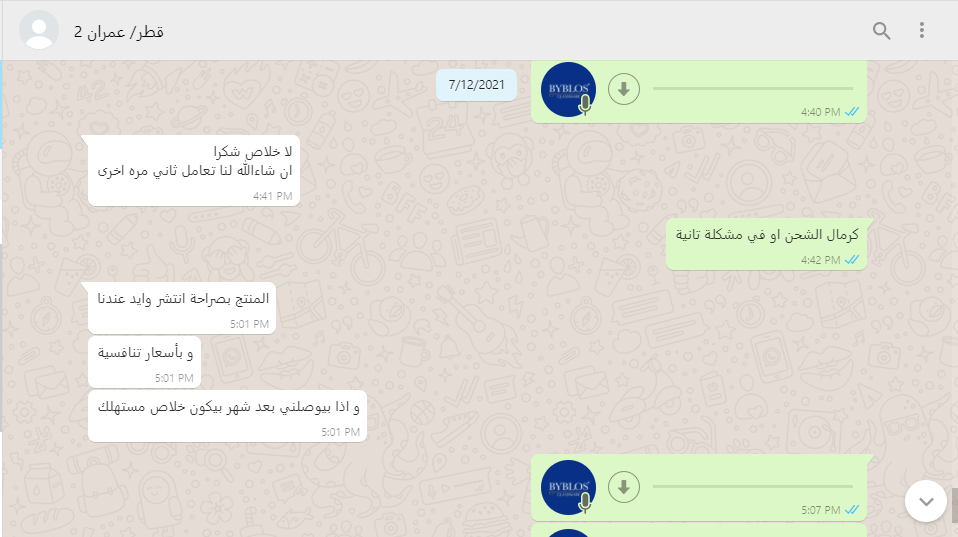 قطر/ عمران 2
7/12/2021
BYBLOS
4:40 PM
لا خلاص شكرا
ان شاءالله لنا تعامل ثاني مره اخرى
4:41 PM
كرمال الشحن او في مشكلة تانية
4:42 PM
المنتج بصراحة انتشر وايد عندنا
5:01 PM
و بأسعار تنافسية
5:01 PM
و اذا بيوصلني بعد شهر بيكون خلاص مستهلك
5:01 PM
BYBLOS
5:07 PM